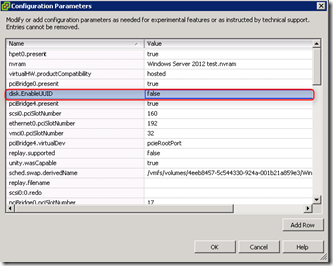 Configuration Parameters
Modify or add configuration parameters as needed for experimental features or as instructed by technical support.
Entries cannot be removed.
Name Value
hpet0.present true
nvram Windows Server 2012 test.nvram
virtualHW.productCompatibility hosted
pciBridge0.present true
disk.EnableUUID false
pciBridge4.present true
scsi0.pciSlotNumber 160
ethernet0.pciSlotNumber 192
vmci0.pciSlotNumber 32
pciBridge4.virtualDev pcieRootPort
replay.supported false
unity.wasCapable true
sched.swap.derivedName /vmfs/volumes/4eeb8457-5c544330-924a-001b21a859e3/Win
replay.filename
scsi0:0.redo
pciBridge0.pciSlotNumber 17
Add Row
OK Cancel Help